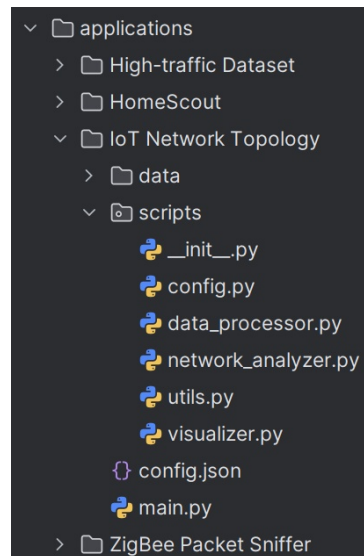 applications
High-traffic Dataset
HomeScout
IoT Network Topology
data
scripts
__init__.py
config.py
data_processor.py
network_analyzer.py
utils.py
visualizer.py
config.json
main.py
ZigBee Packet Sniffer